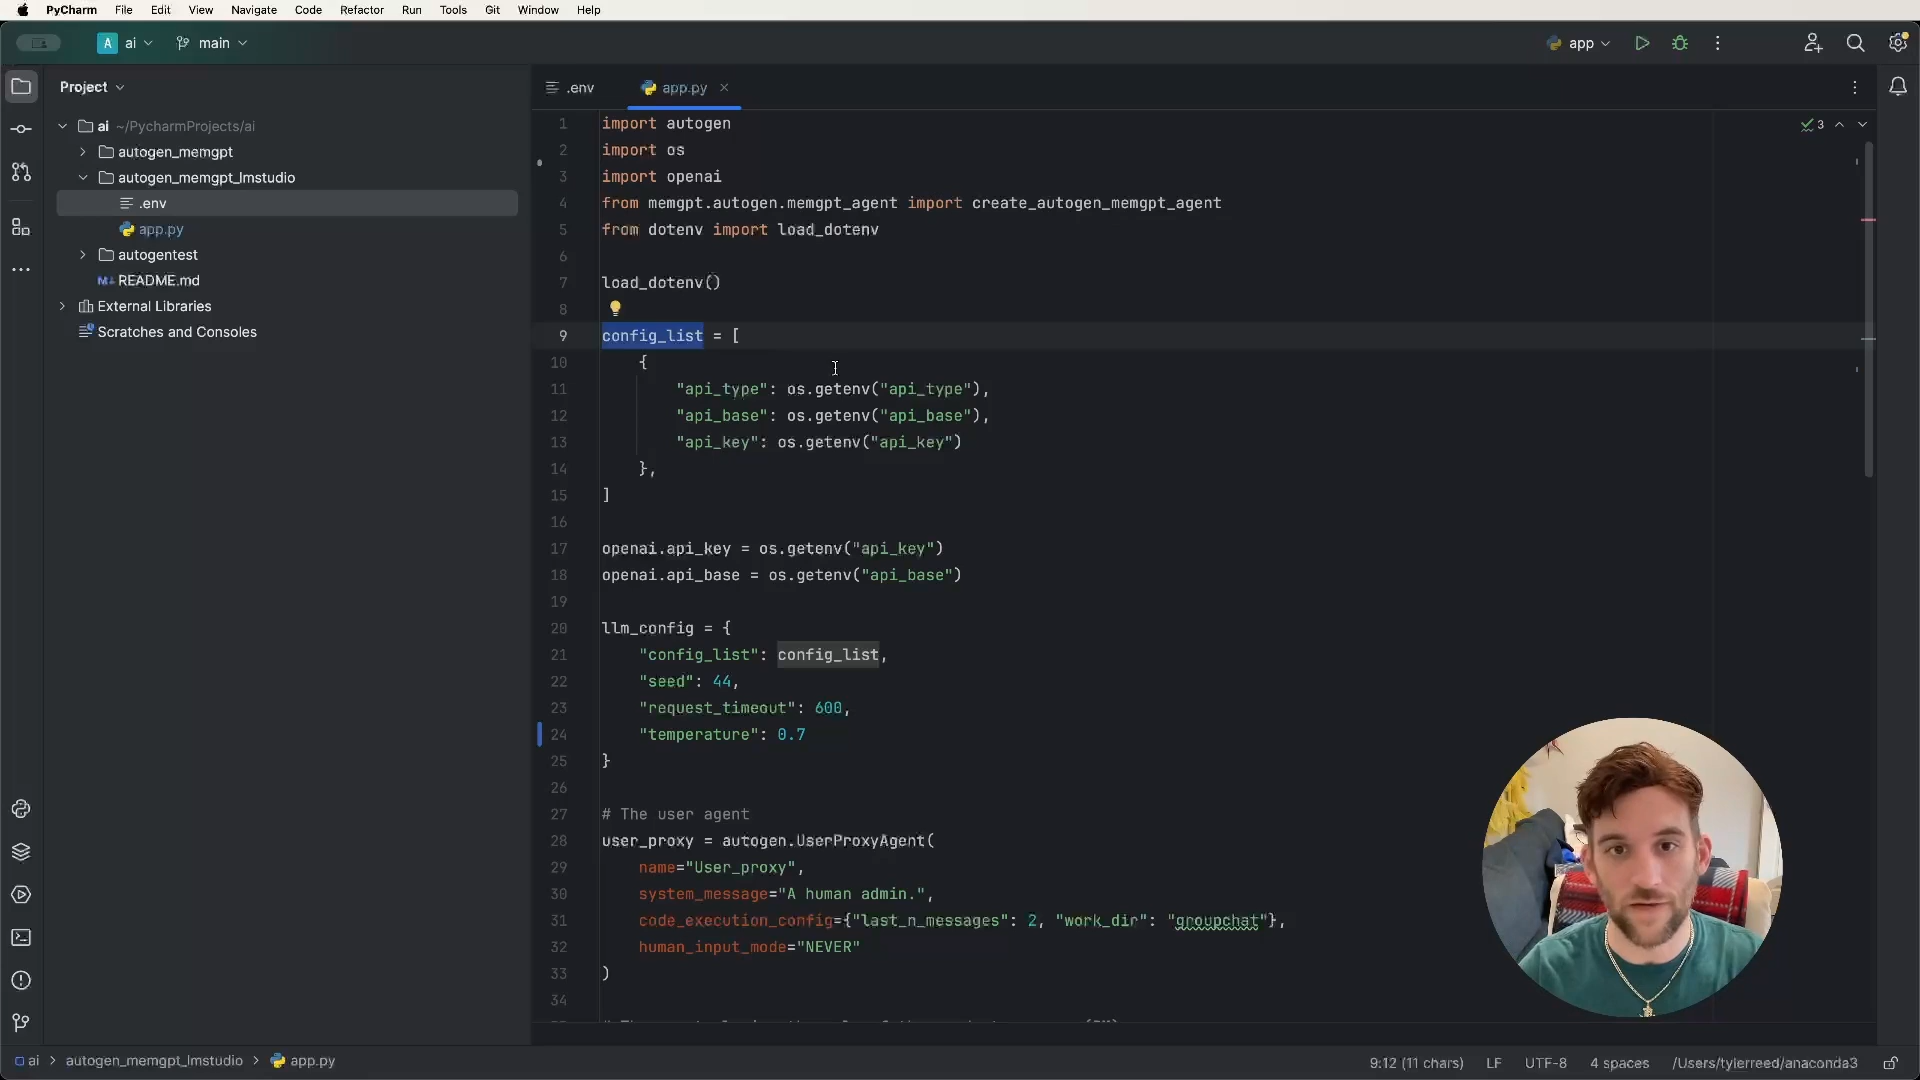 PyCharm File Edit View Navigate Code Refactor Run Tools Git Window Help
A ai main app
Project
ai ~/PycharmProjects/ai
autogen_memgpt
autogen_memgpt_lmstudio
.env
app.py
autogentest
M↓ README.md
External Libraries
Scratches and Consoles
.env app.py
3
1 import autogen
2 import os
3 import openai
4 from memgpt.autogen.memgpt_agent import create_autogen_memgpt_agent
5 from dotenv import load_dotenv
6
7 load_dotenv()
8
9 config_list = [
10 {
11 "api_type": os.getenv("api_type"),
12 "api_base": os.getenv("api_base"),
13 "api_key": os.getenv("api_key")
14 },
15 ]
16
17 openai.api_key = os.getenv("api_key")
18 openai.api_base = os.getenv("api_base")
19
20 llm_config = {
21 "config_list": config_list,
22 "seed": 44,
23 "request_timeout": 600,
24 "temperature": 0.7
25 }
26
27 # The user agent
28 user_proxy = autogen.UserProxyAgent(
29 name="User_proxy",
30 system_message="A human admin.",
31 code_execution_config={"last_n_messages": 2, "work_dir": "groupchat"},
32 human_input_mode="NEVER"
33 )
34
ai > autogen_memgpt_lmstudio > app.py
9:12 (11 chars) LF UTF-8 4 spaces /Users/tylerreed/anaconda3